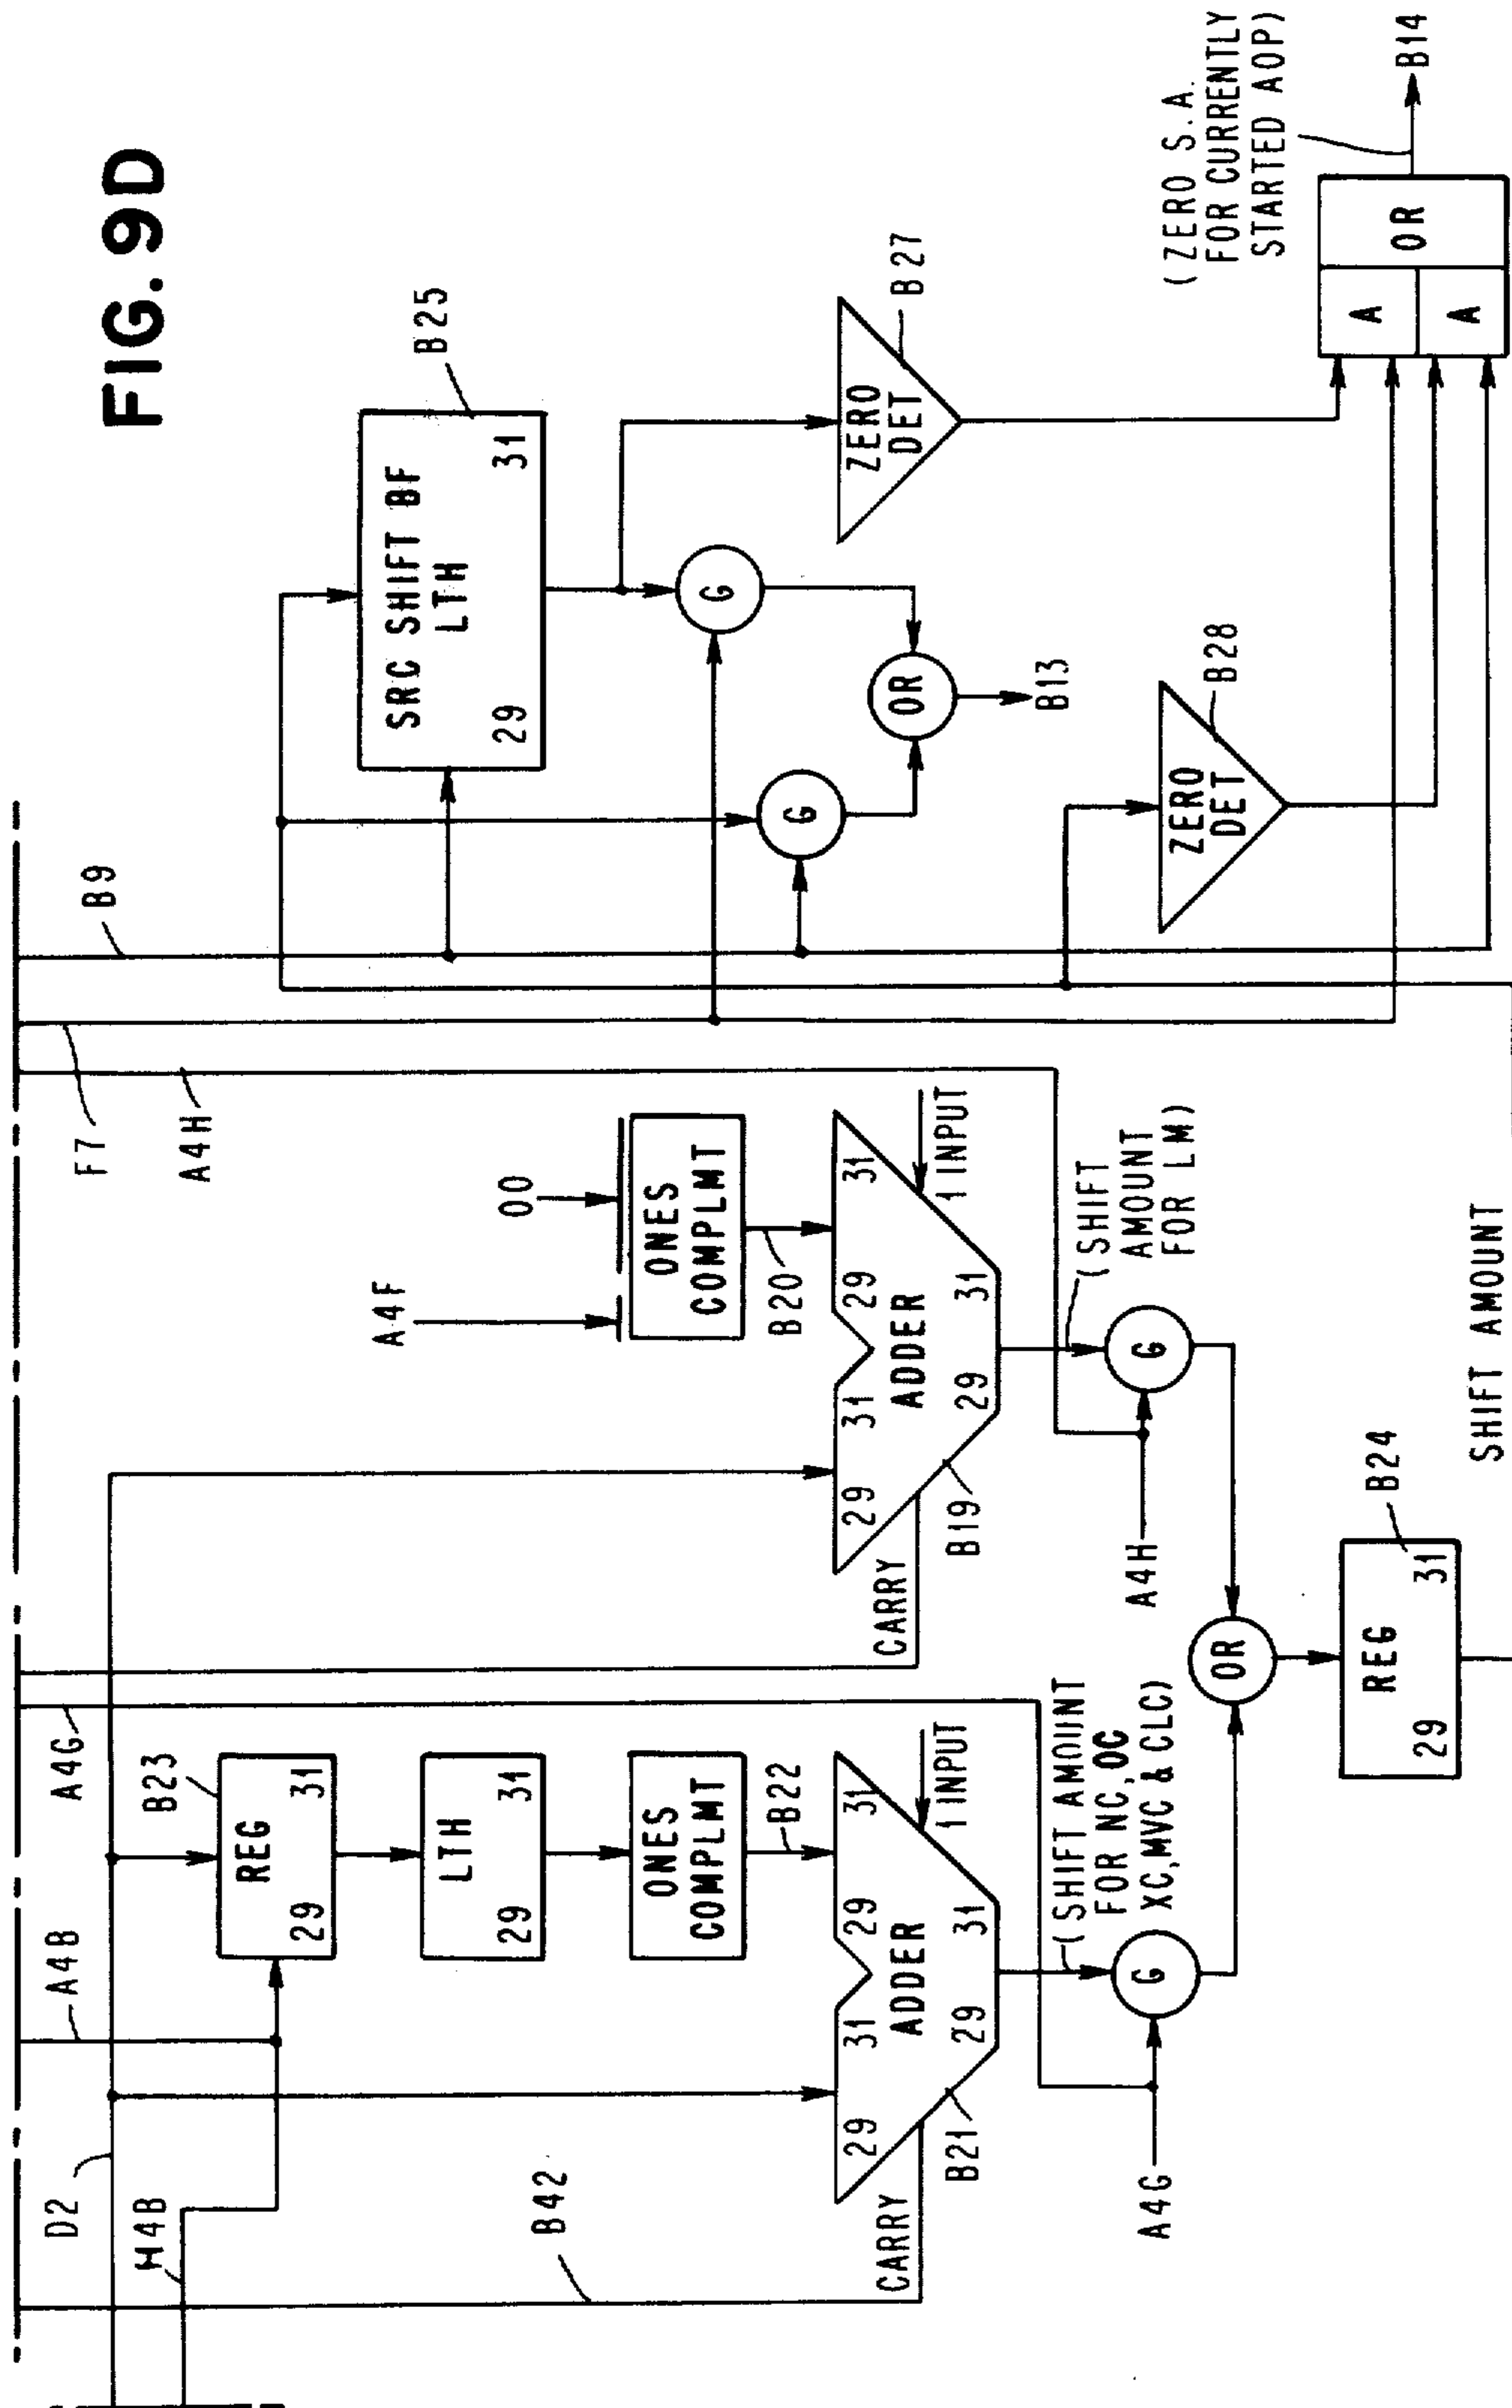 FIG. 9D
D2
H4B
A4B
A4G
B23
REG
29 31
LTH
29 31
ONES
COMPLMT
B22
B42
CARRY
29 31 29 31
ADDER
29 31
1 INPUT
B21
A4G
G
(SHIFT AMOUNT
FOR NC, OC
XC, MVC & CLC)
F7
A4H
A4F
00
ONES
COMPLMT
B20
CARRY
29 31 29 31
ADDER
29 31
1 INPUT
B19
A4H
G
(SHIFT
AMOUNT
FOR LM)
OR
REG
29 31
B24
SHIFT AMOUNT
B9
SRC SHIFT BF
LTH
29 31
B25
G
G
OR
B13
ZERO
DET
B27
ZERO
DET
B28
A
A
OR
(ZERO S.A.
FOR CURRENTLY
STARTED AOP)
B14